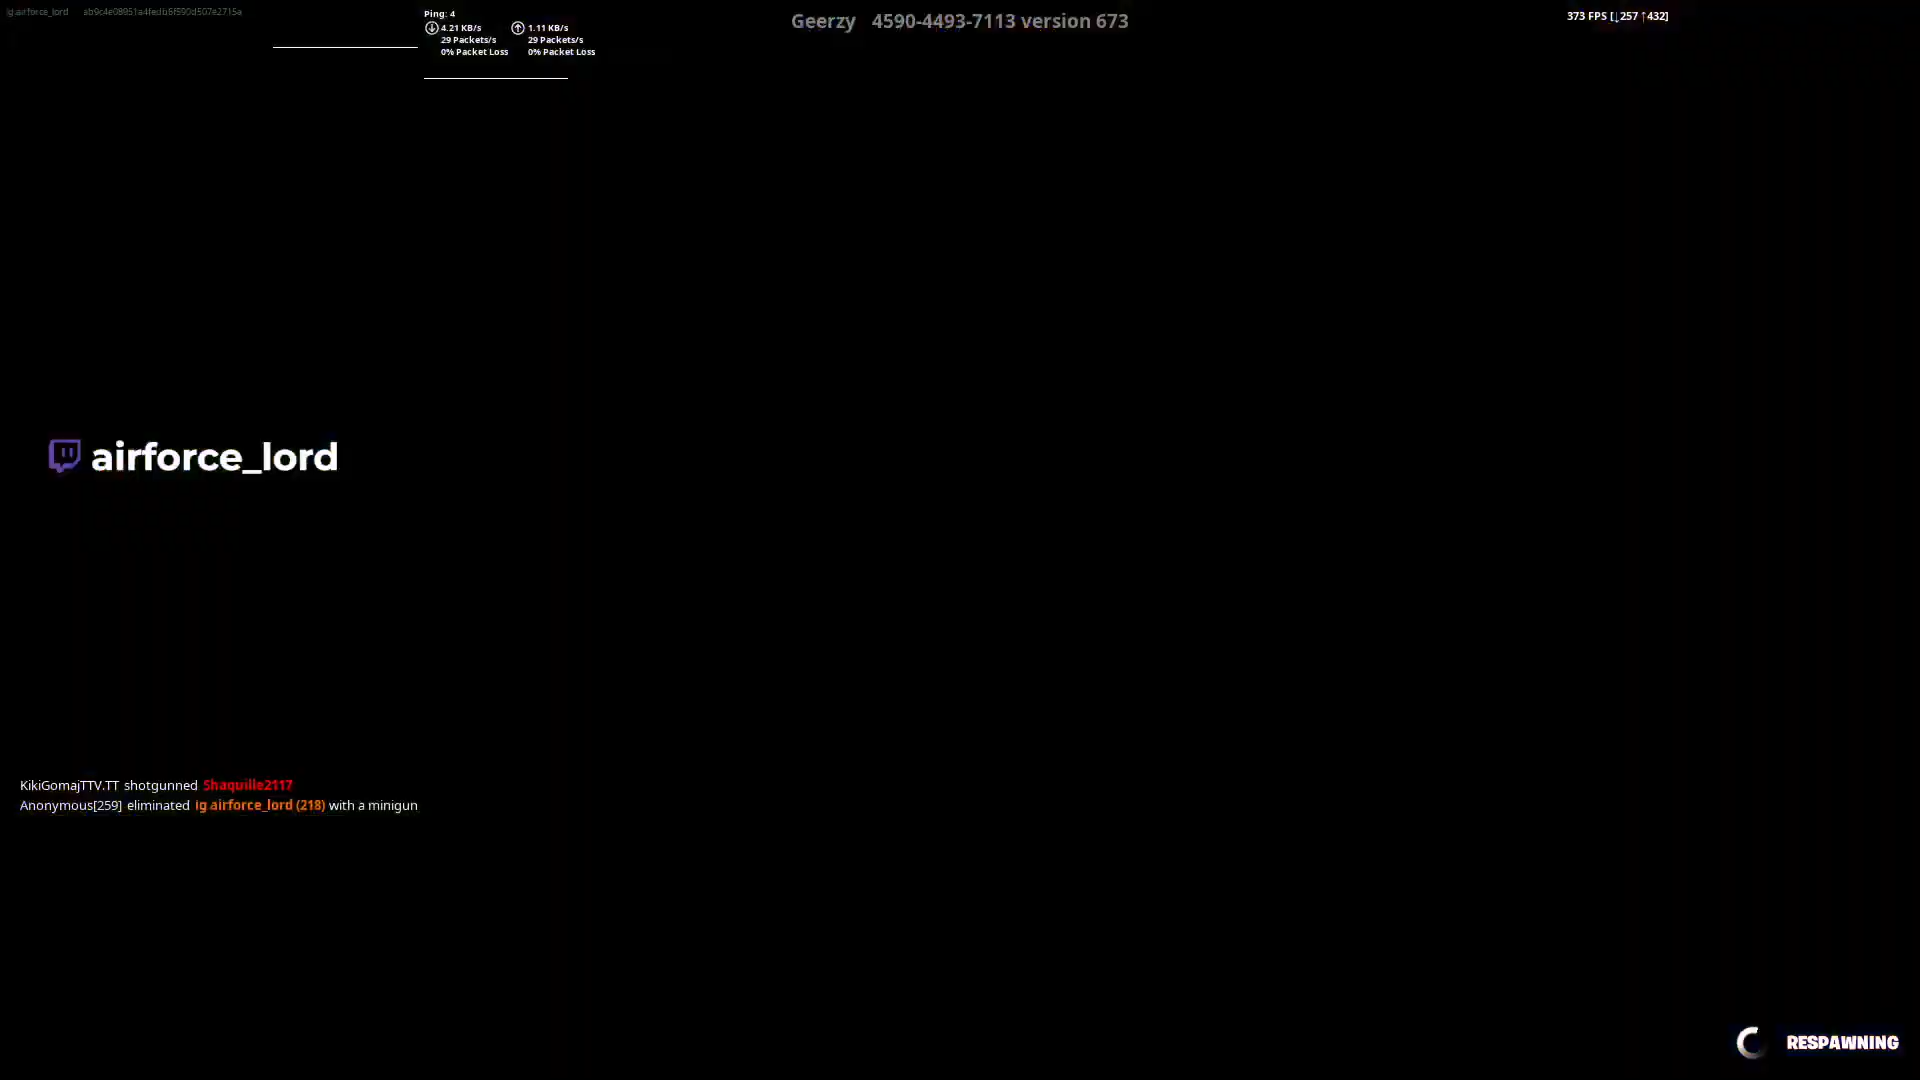 ig airforce_lord
Ping: 4
4.21 KB/s 1.11 KB/s
29 Packets/s 29 Packets/s
0% Packet Loss 0% Packet Loss
Geerzy 4590-4493-7113 version 673
373 FPS [↓257 ↑432]
airforce_lord
KikiGomajTTV.TT shotgunned Shaquille2117
Anonymous[259] eliminated ig airforce_lord (218) with a minigun
RESPAWNING